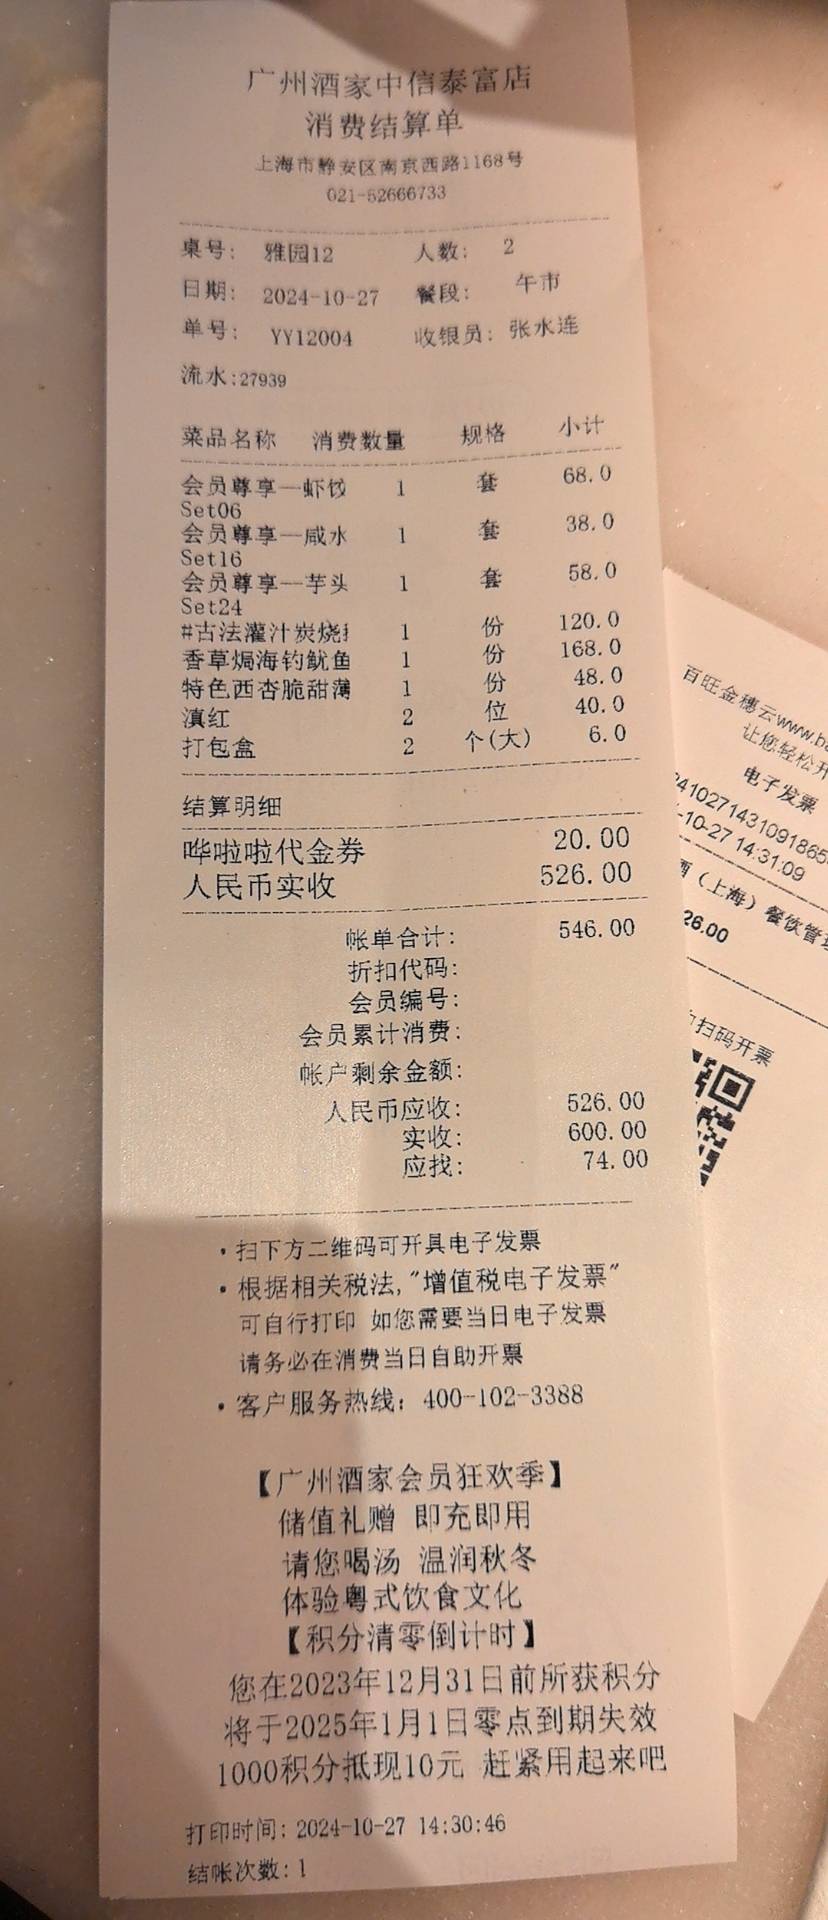 广州酒家中信泰富店
消费结算单
上海市静安区南京西路1168号
021-52666733
桌号: 雅园12 人数: 2
日期: 2024-10-27 餐段: 午市
单号: YY12004 收银员: 张水连
流水:27939
菜品名称 消费数量 规格 小计
会员尊享—虾饺 1 套 68.0
Set06
会员尊享—咸水 1 套 38.0
Set16
会员尊享—芋头 1 套 58.0
Set24
#古法灌汁炭烧 1 份 120.0
香草焗海钓鱿鱼 1 份 168.0
特色西杏脆甜薄 1 份 48.0
滇红 2 位 40.0
打包盒 2 个(大) 6.0
结算明细
哗啦啦代金券 20.00
人民币实收 526.00
帐单合计: 546.00
折扣代码:
会员编号:
会员累计消费:
帐户剩余金额:
人民币应收: 526.00
实收: 600.00
应找: 74.00
·扫下方二维码可开具电子发票
·根据相关税法,"增值税电子发票"
可自行打印 如您需要当日电子发票
请务必在消费当日自助开票
·客户服务热线: 400-102-3388
【广州酒家会员狂欢季】
储值礼赠 即充即用
请您喝汤 温润秋冬
体验粤式饮食文化
【积分清零倒计时】
您在2023年12月31日前所获积分
将于2025年1月1日零点到期失效
1000积分抵现10元 赶紧用起来吧
打印时间: 2024-10-27 14:30:46
结帐次数: 1
百旺金穗云www.ba
让您轻松开
电子发票
2410271431091865
-10-27 14:31:09
酒（上海）餐饮管理
26.00
扫码开票